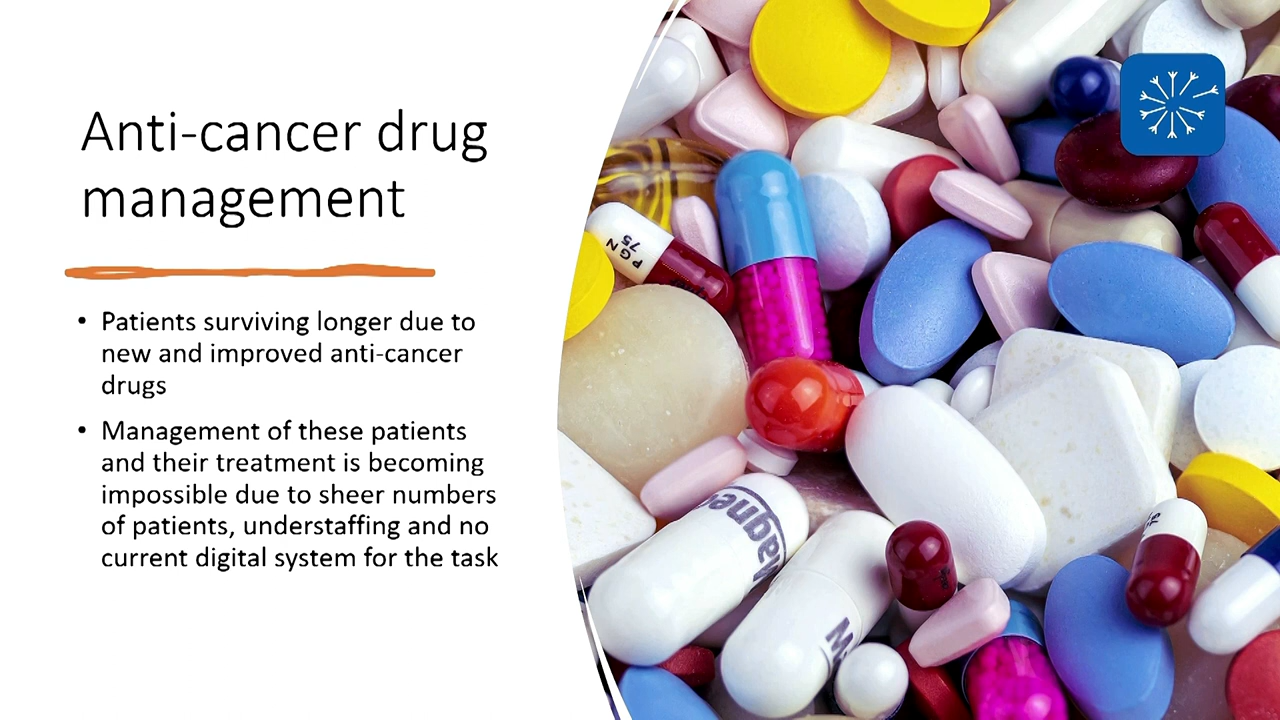 Anti-cancer drug
management
• Patients surviving longer due to
new and improved anti-cancer
drugs
• Management of these patients
and their treatment is becoming
impossible due to sheer numbers
of patients, understaffing and no
current digital system for the task
PGN
75